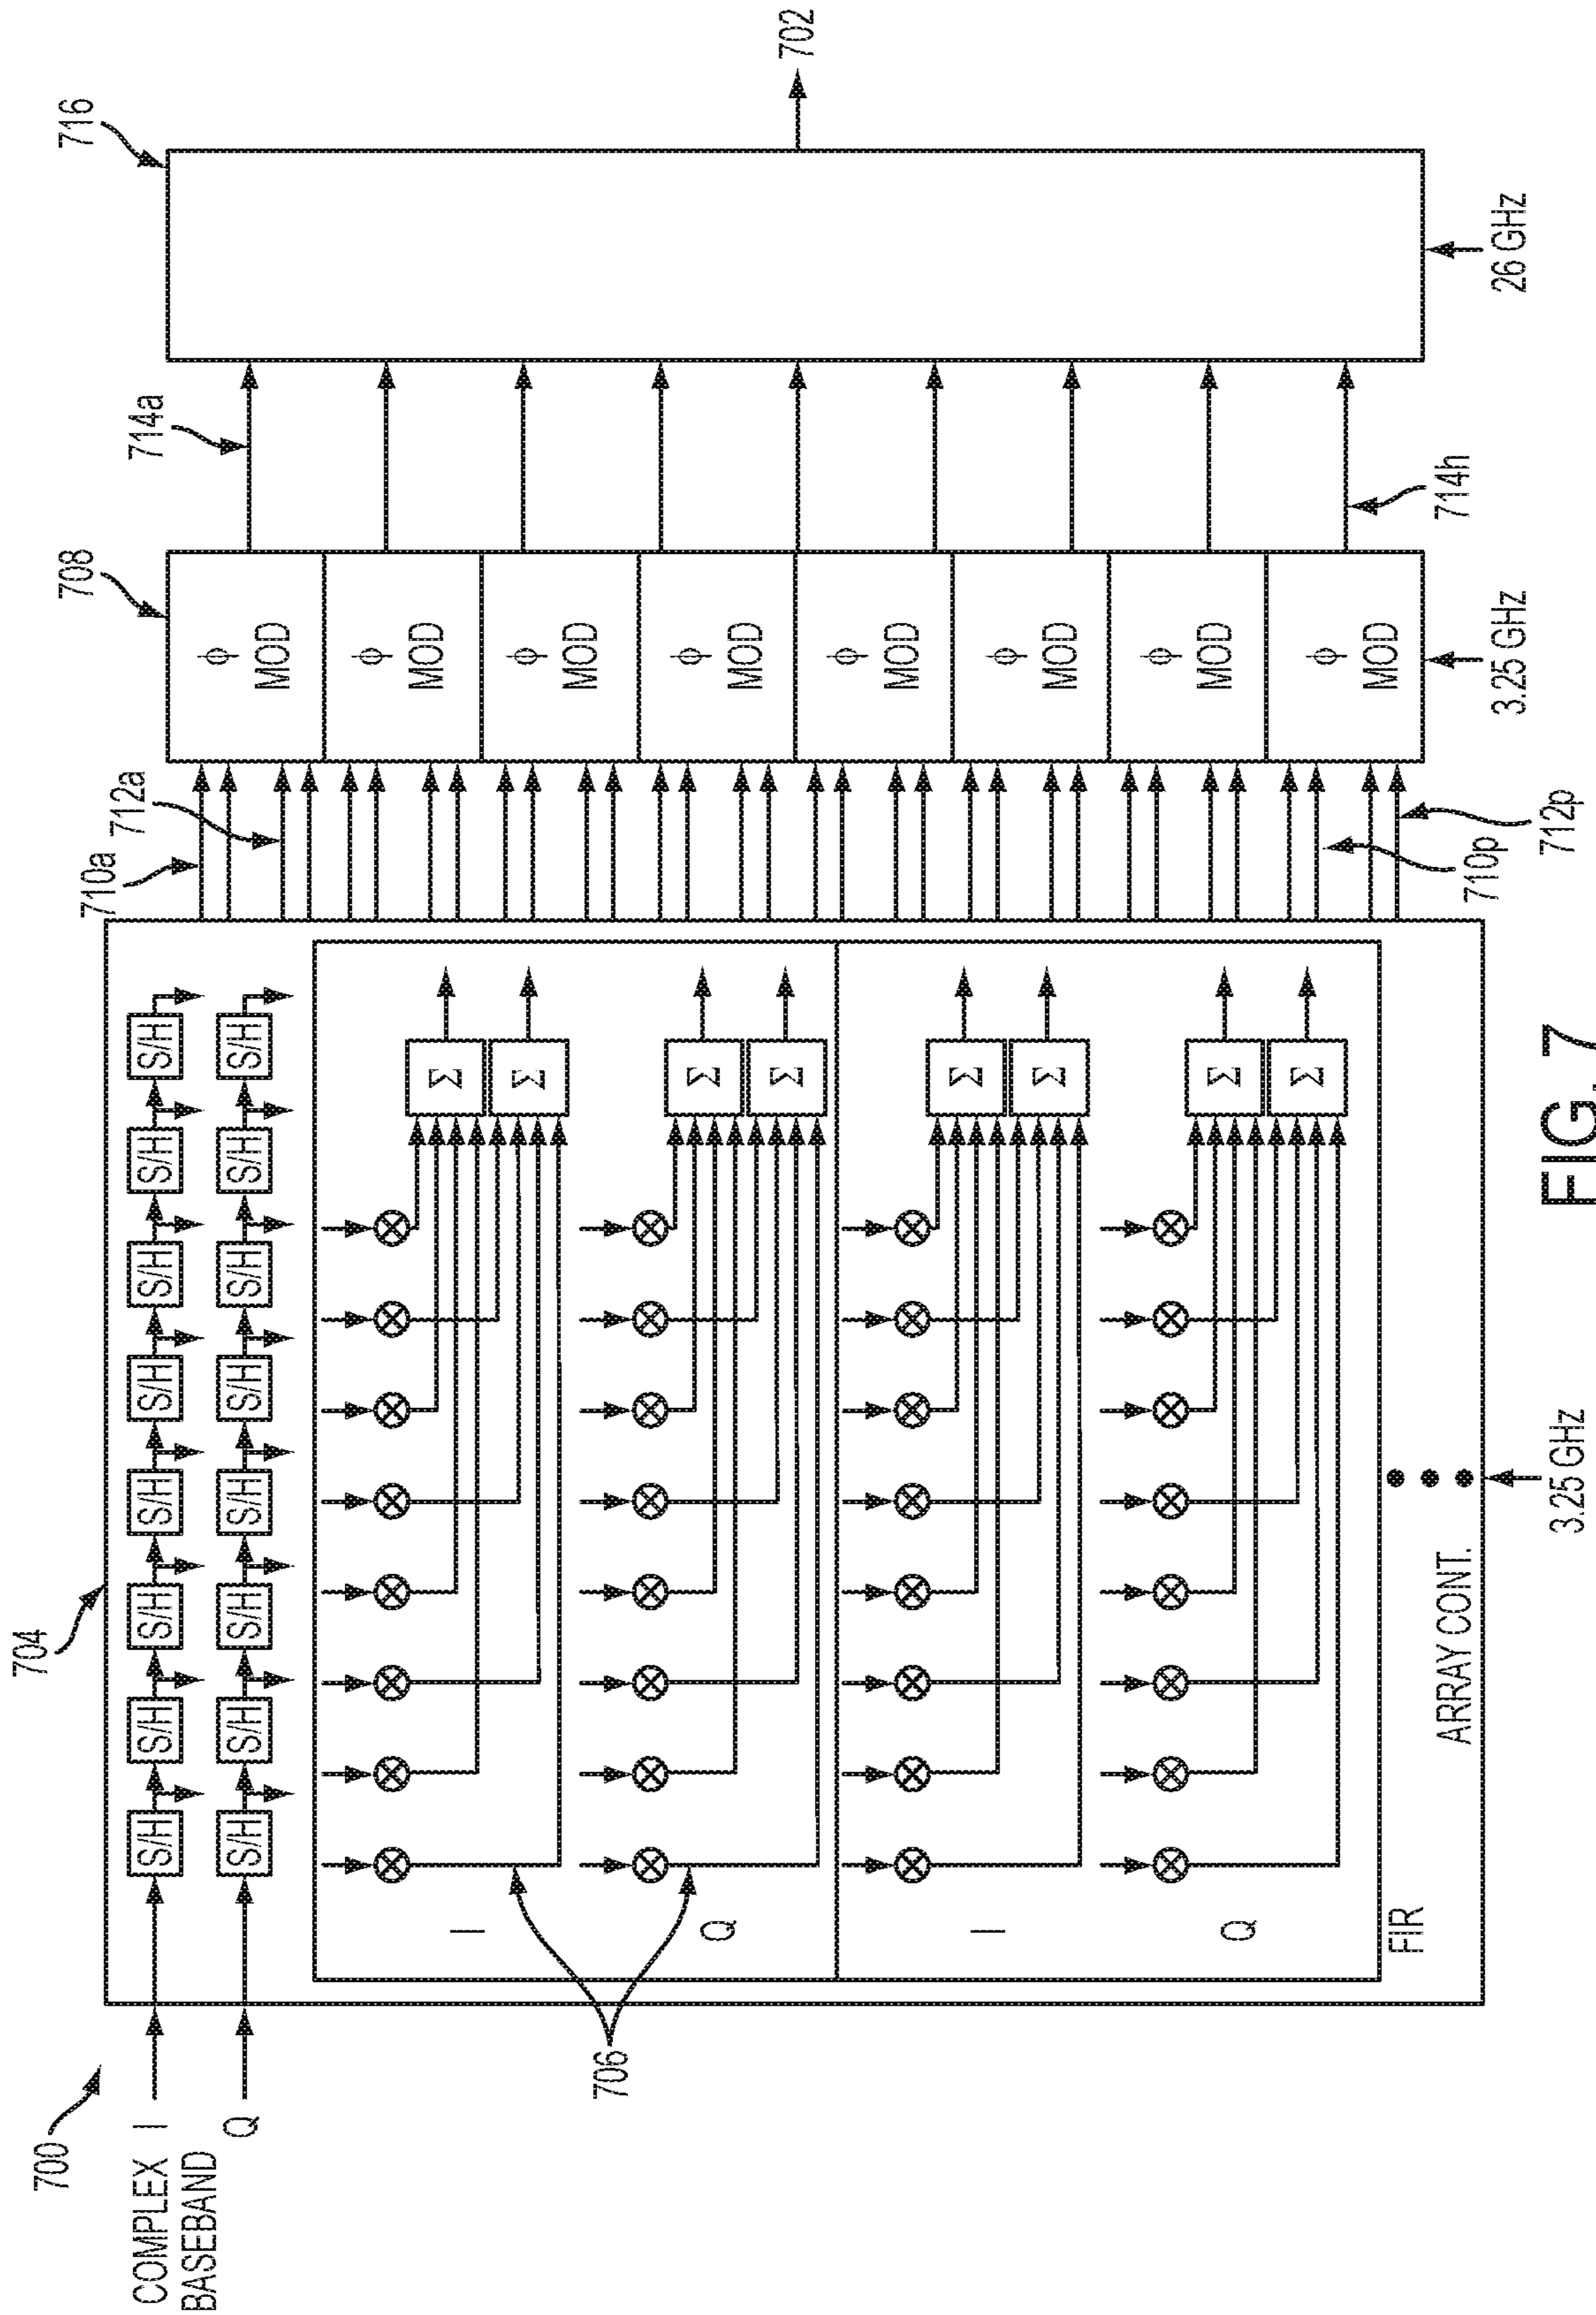 700
COMPLEX I
BASEBAND
Q
704
S/H S/H S/H S/H S/H S/H S/H S/H
S/H S/H S/H S/H S/H S/H S/H S/H
I
Σ
Σ
706
Q
Σ
Σ
I
Σ
Σ
Q
Σ
Σ
FIR
ARRAY CONT.
3.25 GHz
710a
712a
710p
712p
708
ϕ
MOD
ϕ
MOD
ϕ
MOD
ϕ
MOD
ϕ
MOD
ϕ
MOD
ϕ
MOD
ϕ
MOD
3.25 GHz
714a
714h
716
26 GHz
702
FIG. 7